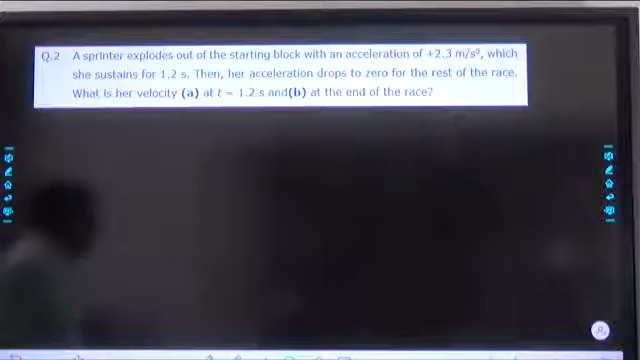 Q.2 A sprinter explodes out of the starting block with an acceleration of +2.3 m/s², which
she sustains for 1.2 s. Then, her acceleration drops to zero for the rest of the race.
What is her velocity (a) at t = 1.2 s and(b) at the end of the race?